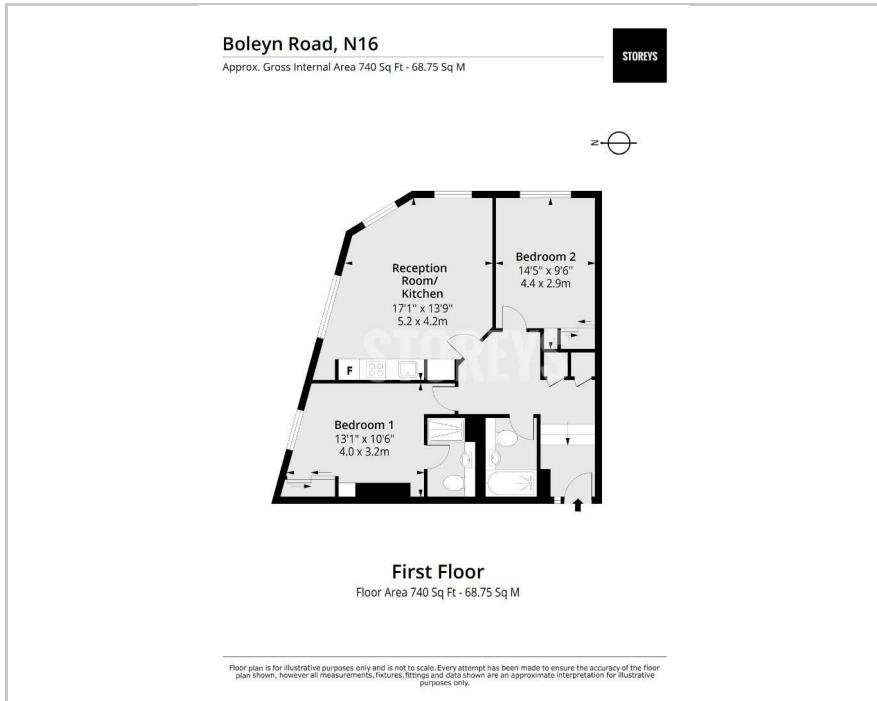 Boleyn Road, N16
Approx. Gross Internal Area 740 Sq Ft - 68.75 Sq M
STOREYS
N
Reception
Room/
Kitchen
17'1" x 13'9"
5.2 x 4.2m
Bedroom 2
14'5" x 9'6"
4.4 x 2.9m
STOREYS
F
Bedroom 1
13'1" x 10'6"
4.0 x 3.2m
First Floor
Floor Area 740 Sq Ft - 68.75 Sq M
Floor plan is for illustrative purposes only and is not to scale. Every attempt has been made to ensure the accuracy of the floor
plan shown, however all measurements, fixtures, fittings and data shown are an approximate interpretation for illustrative
purposes only.